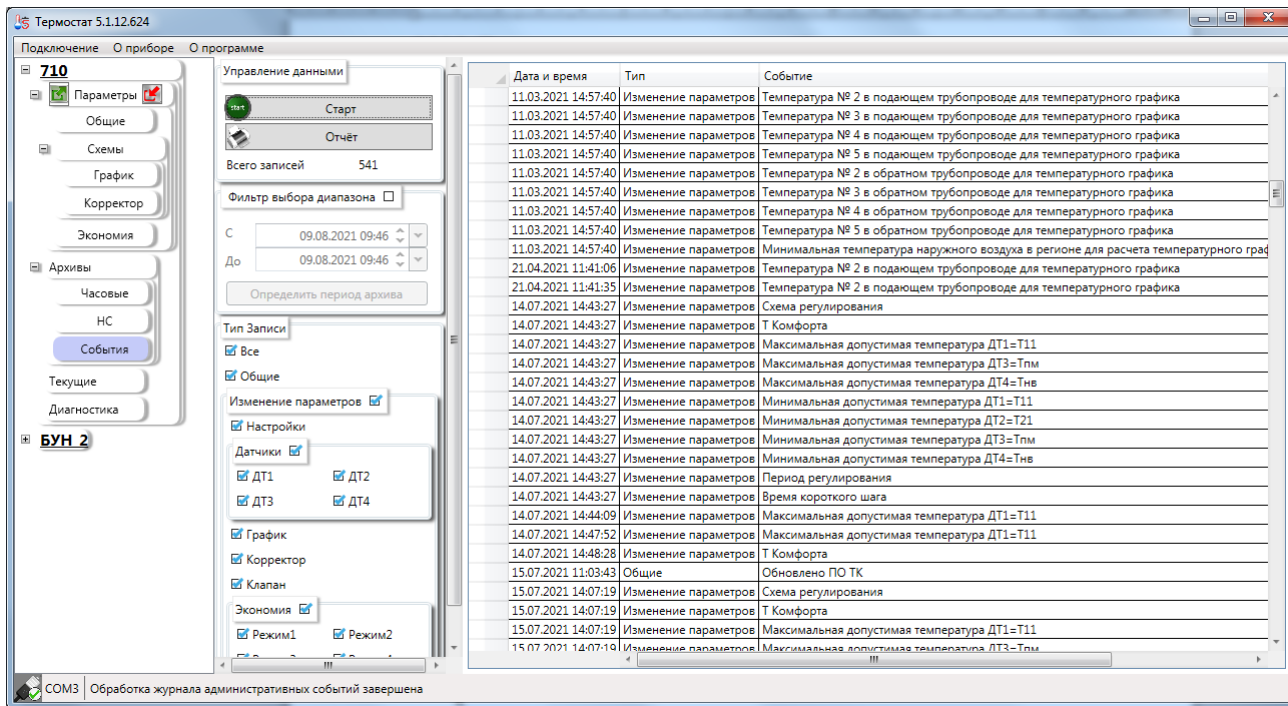 Термостат 5.1.12.624
Подключение О приборе О программе
710
Параметры
Общие
Схемы
График
Корректор
Экономия
Архивы
Часовые
НС
События
Текущие
Диагностика
БУН 2
Управление данными
start
Старт
Отчёт
Всего записей 541
Фильтр выбора диапазона
С 09.08.2021 09:46
До 09.08.2021 09:46
Определить период архива
Тип Записи
Все
Общие
Изменение параметров
Настройки
Датчики
ДТ1 ДТ2
ДТ3 ДТ4
График
Корректор
Клапан
Экономия
Режим1 Режим2
Дата и время Тип Событие
11.03.2021 14:57:40 Изменение параметров Температура № 2 в подающем трубопроводе для температурного графика
11.03.2021 14:57:40 Изменение параметров Температура № 3 в подающем трубопроводе для температурного графика
11.03.2021 14:57:40 Изменение параметров Температура № 4 в подающем трубопроводе для температурного графика
11.03.2021 14:57:40 Изменение параметров Температура № 5 в подающем трубопроводе для температурного графика
11.03.2021 14:57:40 Изменение параметров Температура № 2 в обратном трубопроводе для температурного графика
11.03.2021 14:57:40 Изменение параметров Температура № 3 в обратном трубопроводе для температурного графика
11.03.2021 14:57:40 Изменение параметров Температура № 4 в обратном трубопроводе для температурного графика
11.03.2021 14:57:40 Изменение параметров Температура № 5 в обратном трубопроводе для температурного графика
11.03.2021 14:57:40 Изменение параметров Минимальная температура наружного воздуха в регионе для расчета температурного граф
21.04.2021 11:41:06 Изменение параметров Температура № 2 в подающем трубопроводе для температурного графика
21.04.2021 11:41:35 Изменение параметров Температура № 2 в подающем трубопроводе для температурного графика
14.07.2021 14:43:27 Изменение параметров Схема регулирования
14.07.2021 14:43:27 Изменение параметров Т Комфорта
14.07.2021 14:43:27 Изменение параметров Максимальная допустимая температура ДТ1=Т11
14.07.2021 14:43:27 Изменение параметров Максимальная допустимая температура ДТ3=Тпм
14.07.2021 14:43:27 Изменение параметров Максимальная допустимая температура ДТ4=Тнв
14.07.2021 14:43:27 Изменение параметров Минимальная допустимая температура ДТ1=Т11
14.07.2021 14:43:27 Изменение параметров Минимальная допустимая температура ДТ2=Т21
14.07.2021 14:43:27 Изменение параметров Минимальная допустимая температура ДТ3=Тпм
14.07.2021 14:43:27 Изменение параметров Минимальная допустимая температура ДТ4=Тнв
14.07.2021 14:43:27 Изменение параметров Период регулирования
14.07.2021 14:43:27 Изменение параметров Время короткого шага
14.07.2021 14:44:09 Изменение параметров Максимальная допустимая температура ДТ1=Т11
14.07.2021 14:47:52 Изменение параметров Максимальная допустимая температура ДТ1=Т11
14.07.2021 14:48:28 Изменение параметров Т Комфорта
15.07.2021 11:03:43 Общие Обновлено ПО ТК
15.07.2021 14:07:19 Изменение параметров Схема регулирования
15.07.2021 14:07:19 Изменение параметров Т Комфорта
15.07.2021 14:07:19 Изменение параметров Максимальная допустимая температура ДТ1=Т11
15.07.2021 14:07:19 Изменение параметров Максимальная допустимая температура ДТ3=Тпм
COM3 Обработка журнала административных событий завершена